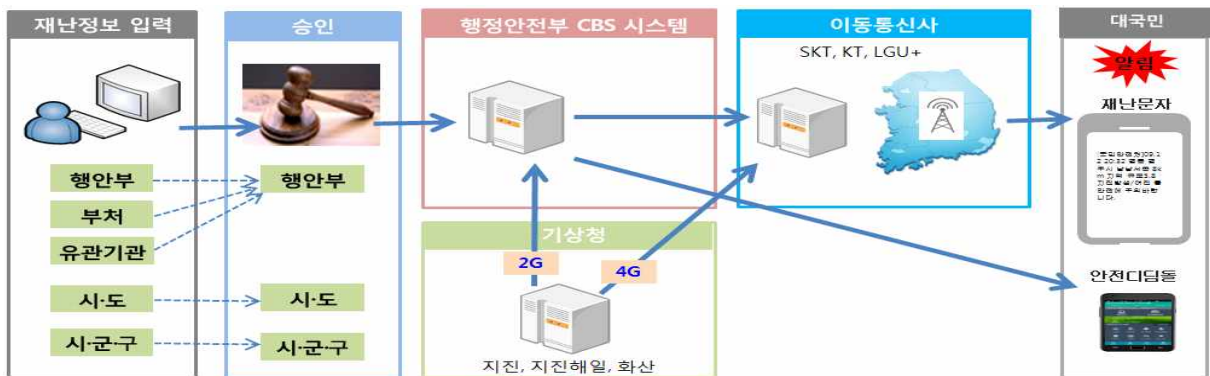 재난정보 입력
행안부
부처
유관기관
시·도
시·군·구
승인
행안부
시·도
시·군·구
행정안전부 CBS 시스템
기상청
2G
4G
지진, 지진해일, 화산
이동통신사
SKT, KT, LGU+
대국민
알림
재난문자
안전디딤돌